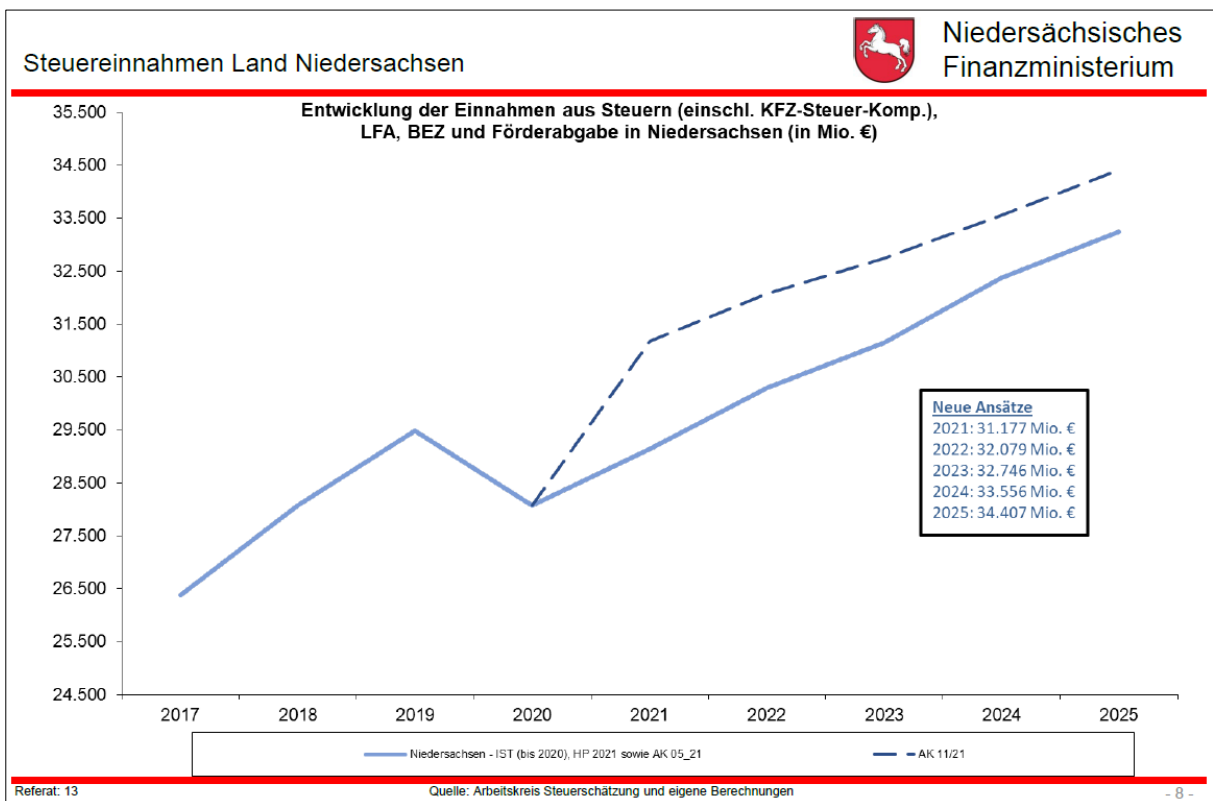 Steuereinnahmen Land Niedersachsen
Niedersächsisches
Finanzministerium
Entwicklung der Einnahmen aus Steuern (einschl. KFZ-Steuer-Komp.),
LFA, BEZ und Förderabgabe in Niedersachsen (in Mio. €)
35.500
34.500
33.500
32.500
31.500
30.500
29.500
28.500
27.500
26.500
25.500
24.500
Neue Ansätze
2021: 31.177 Mio. €
2022: 32.079 Mio. €
2023: 32.746 Mio. €
2024: 33.556 Mio. €
2025: 34.407 Mio. €
2017 2018 2019 2020 2021 2022 2023 2024 2025
Niedersachsen - IST (bis 2020), HP 2021 sowie AK 05_21 AK 11/21
Referat: 13 Quelle: Arbeitskreis Steuerschätzung und eigene Berechnungen - 8 -